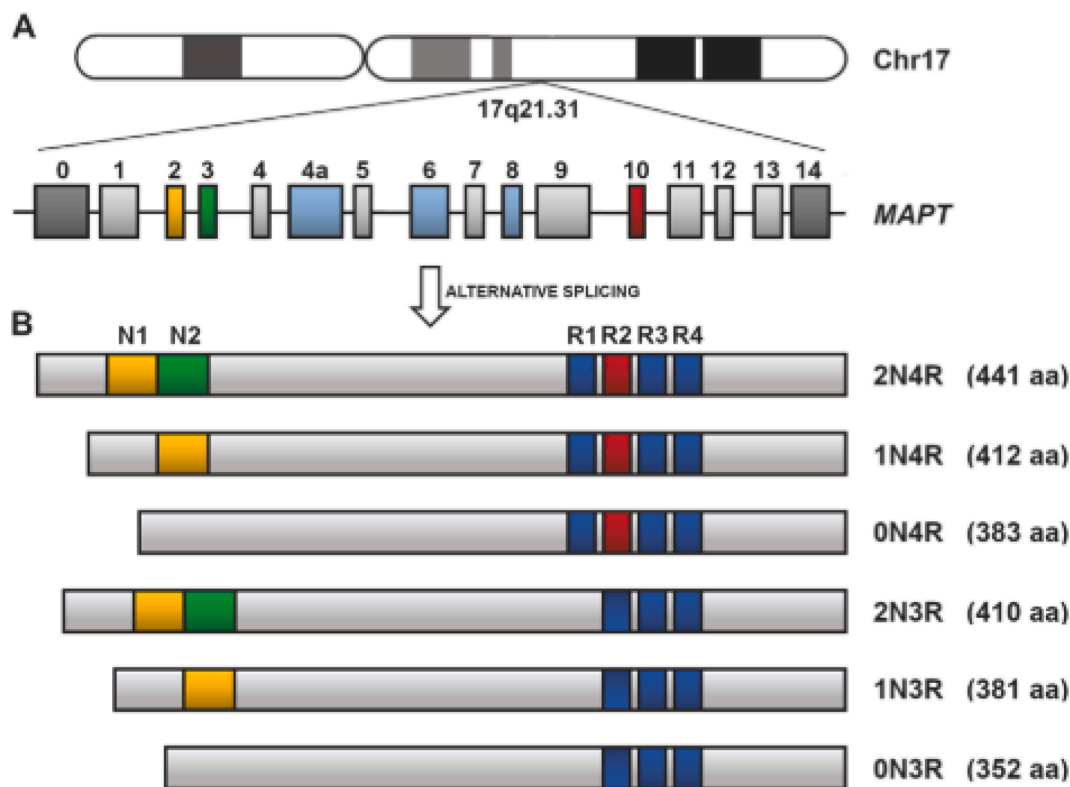 A
Chr17
17q21.31
0 1 2 3 4 4a 5 6 7 8 9 10 11 12 13 14
MAPT
ALTERNATIVE SPLICING
B
N1 N2 R1 R2 R3 R4
2N4R (441 aa)
1N4R (412 aa)
0N4R (383 aa)
2N3R (410 aa)
1N3R (381 aa)
0N3R (352 aa)